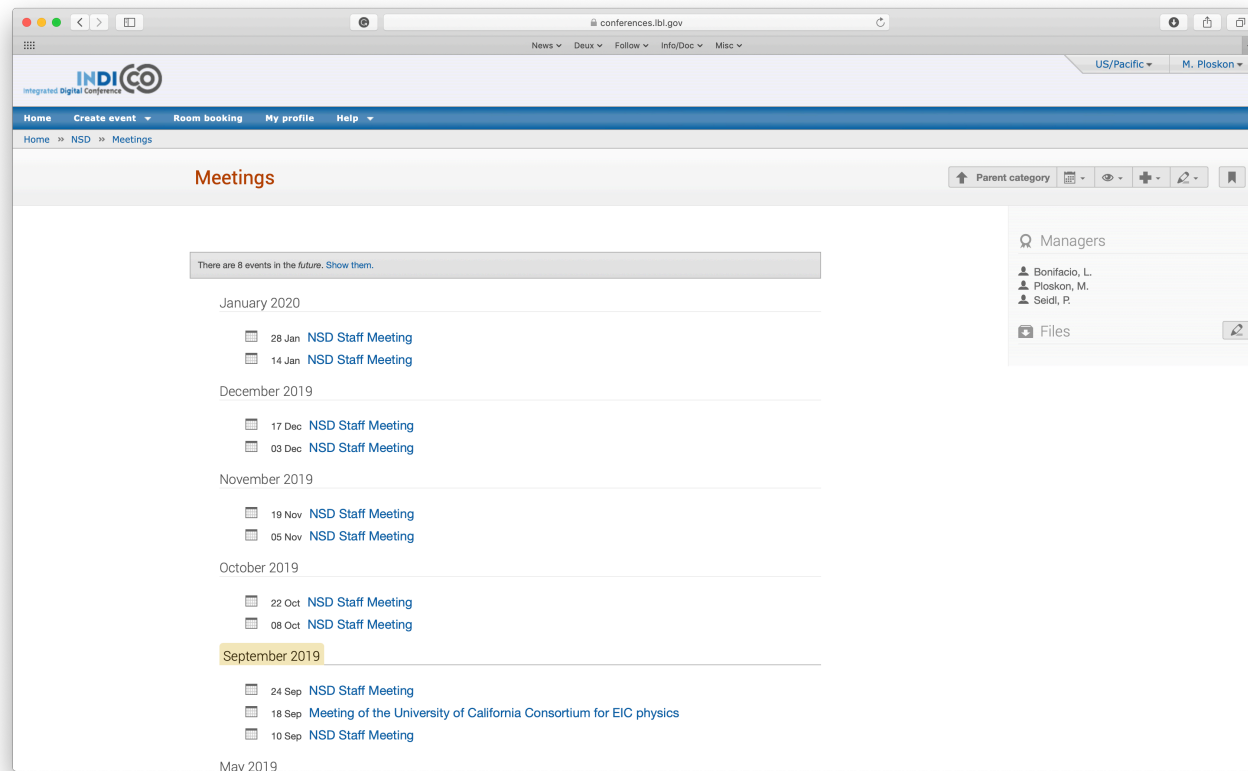 conferences.lbl.gov
News Deux Follow Info/Doc Misc
INDICO
Integrated Digital Conference
US/Pacific M. Ploskon
Home Create event Room booking My profile Help
Home » NSD » Meetings
Meetings
Parent category
Managers
Bonifacio, L.
Ploskon, M.
Seidl, P.
Files
There are 8 events in the future. Show them.
January 2020
28 Jan NSD Staff Meeting
14 Jan NSD Staff Meeting
December 2019
17 Dec NSD Staff Meeting
03 Dec NSD Staff Meeting
November 2019
19 Nov NSD Staff Meeting
05 Nov NSD Staff Meeting
October 2019
22 Oct NSD Staff Meeting
08 Oct NSD Staff Meeting
September 2019
24 Sep NSD Staff Meeting
18 Sep Meeting of the University of California Consortium for EIC physics
10 Sep NSD Staff Meeting
May 2019